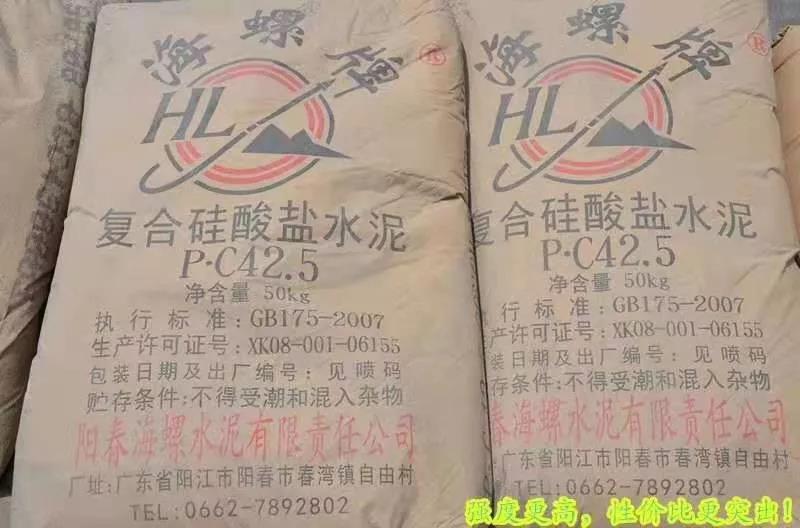 海螺牌®
HL
复合硅酸盐水泥
P·C42.5
净含量 50kg
执行标准:GB175-2007
生产许可证号:XK08-001-06155
包装日期及出厂编号:见喷码
贮存条件:不得受潮和混入杂物
阳春海螺水泥有限责任公司
厂址:广东省阳江市阳春市春湾镇自由村
TEL:0662-7892802
海螺牌®
HL
复合硅酸盐水泥
P·C42.5
净含量 50kg
执行标准:GB175-2007
生产许可证号:XK08-001-06155
装日期及出厂编号:见喷码
存条件:不得受潮和混入杂物
春海螺水泥有限责任公司
:广东省阳江市阳春市春湾镇自由村
TEL:0662-7892802
强度更高，性价比更突出！